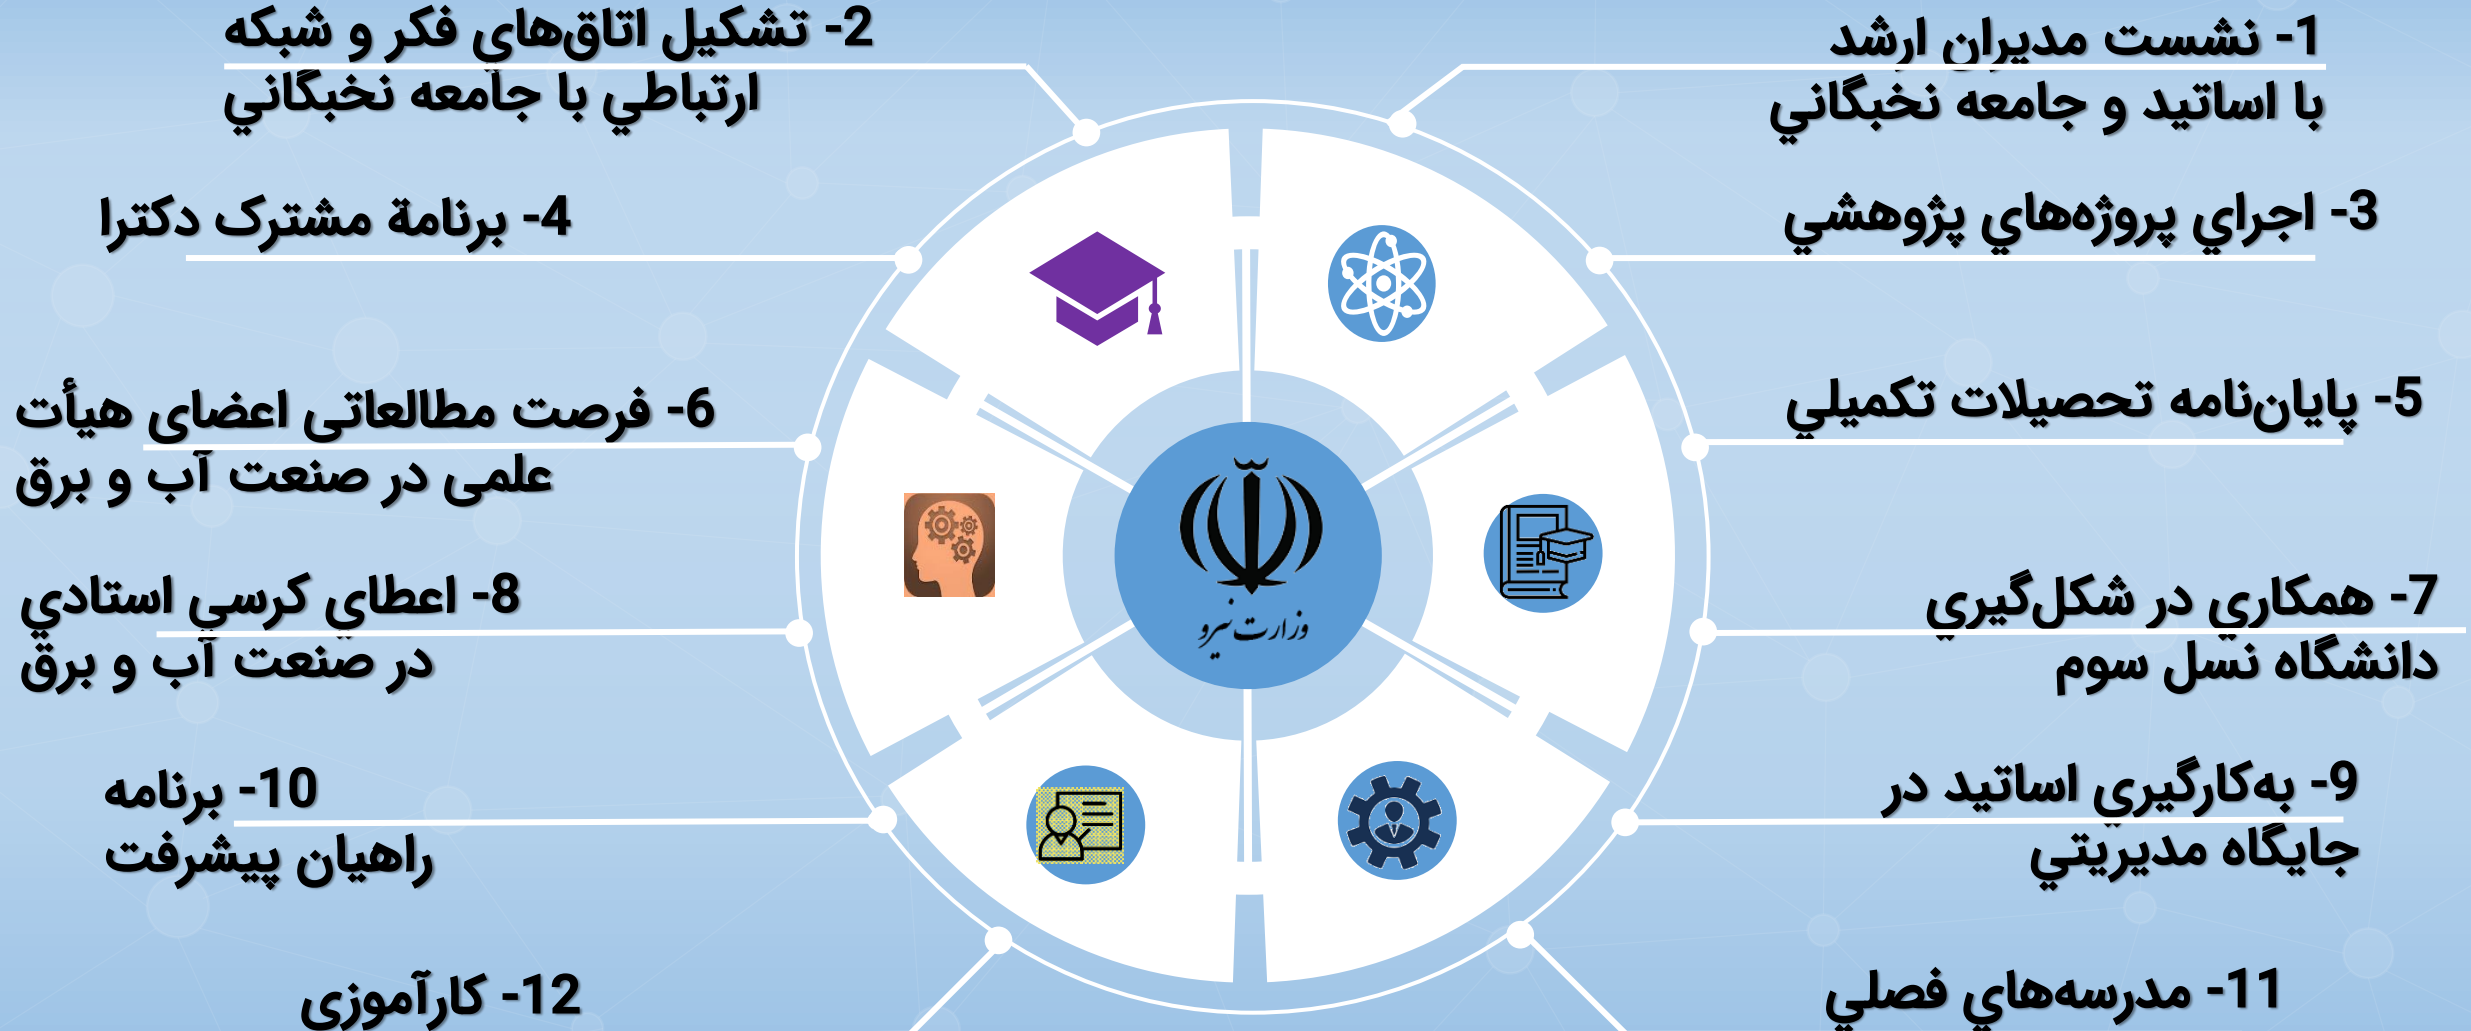 1- نشست مديران ارشد
با اساتيد و جامعه نخبگاني
2- تشكيل اتاق‌هاي فكر و شبكه
ارتباطي با جامعه نخبگاني
3- اجراي پروژه‌هاي پژوهشي
4- برنامة مشترک دکترا
5- پايان‌نامه تحصيلات تكميلي
6- فرصت مطالعاتی اعضای هیأت
علمی در صنعت آب و برق
7- همكاري در شكل‌گيري
دانشگاه نسل سوم
8- اعطاي كرسي استادي
در صنعت آب و برق
9- به‌كارگيري اساتيد در
جايگاه مديريتي
10- برنامه
راهیان پیشرفت
11- مدرسه‌هاي فصلي
12- کارآموزی
وزارت نیرو